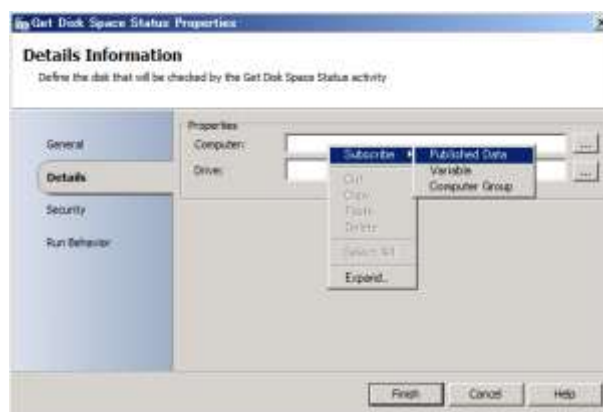 Get Disk Space Status Properties
Details Information
Define the disk that will be checked by the Get Disk Space Status activity
General
Details
Security
Run Behavior
Properties
Computer:
...
Drive:
...
Subscribe
Cut
Copy
Paste
Delete
Select All
Expand...
Published Data
Variable
Computer Group
Finish
Cancel
Help